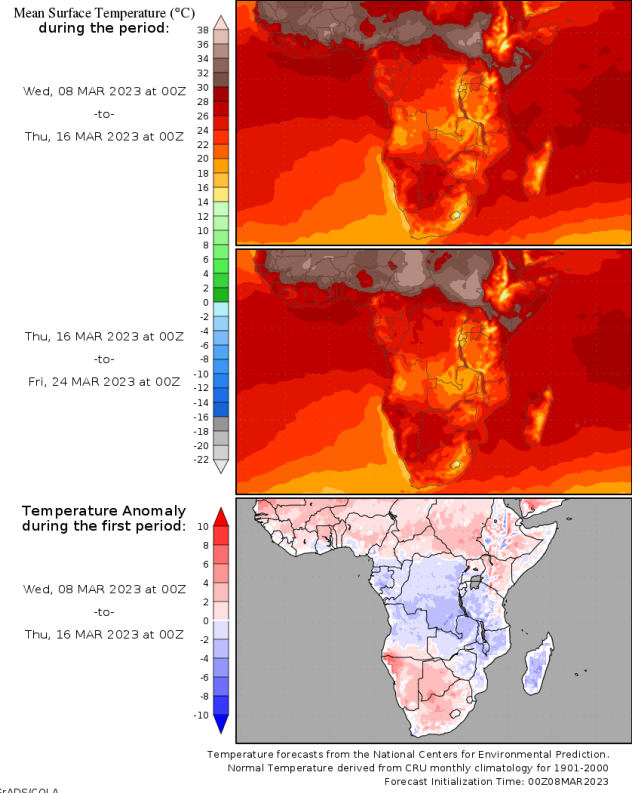 Mean Surface Temperature (°C)
during the period:
Wed, 08 MAR 2023 at 00Z
-to-
Thu, 16 MAR 2023 at 00Z
38
36
34
32
30
28
26
24
22
20
18
16
14
12
10
8
6
4
2
0
-2
-4
-6
-8
-10
-12
-14
-16
-18
-20
-22
Thu, 16 MAR 2023 at 00Z
-to-
Fri, 24 MAR 2023 at 00Z
Temperature Anomaly
during the first period:
Wed, 08 MAR 2023 at 00Z
-to-
Thu, 16 MAR 2023 at 00Z
10
8
6
4
2
0
-2
-4
-6
-8
-10
Temperature forecasts from the National Centers for Environmental Prediction.
Normal Temperature derived from CRU monthly climatology for 1901-2000
Forecast Initialization Time: 00Z08MAR2023